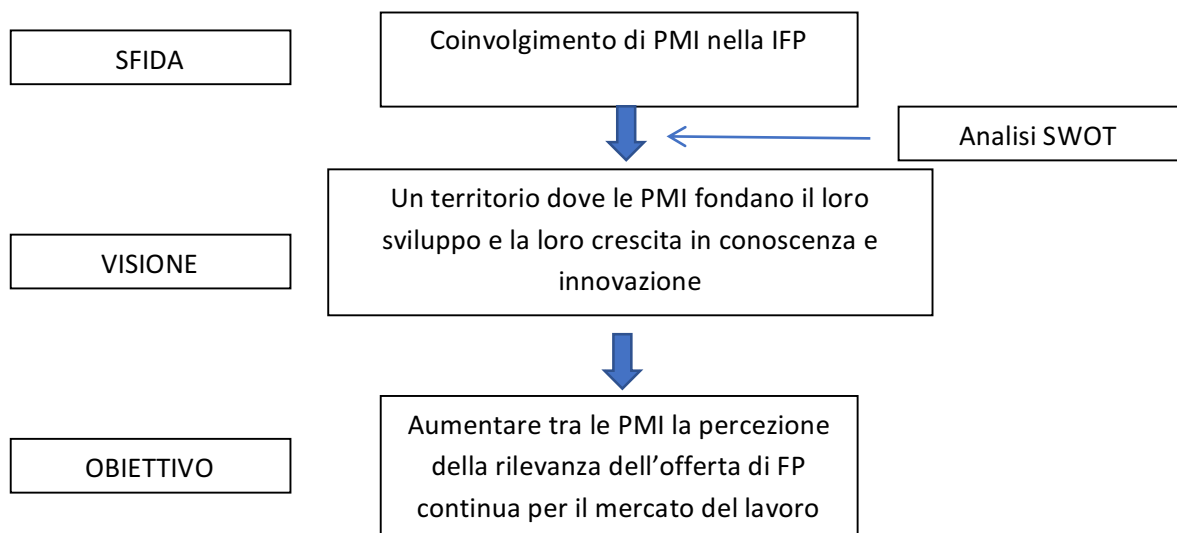 SFIDA
Coinvolgimento di PMI nella IFP
Analisi SWOT
VISIONE
Un territorio dove le PMI fondano il loro
sviluppo e la loro crescita in conoscenza e
innovazione
OBIETTIVO
Aumentare tra le PMI la percezione
della rilevanza dell’offerta di FP
continua per il mercato del lavoro